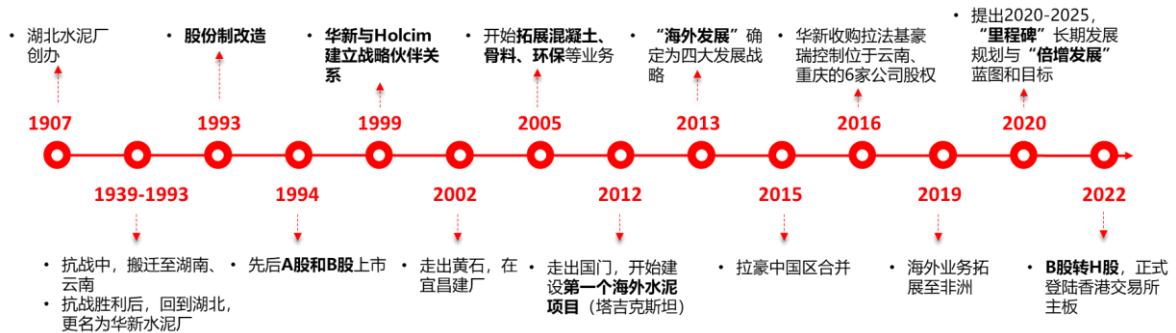 • 湖北水泥厂
创办
• 股份制改造
• 华新与Holcim
建立战略伙伴关
系
• 开始拓展混凝土、
骨料、环保等业务
• “海外发展”确
定为四大发展战
略
• 华新收购拉法基豪
瑞控制位于云南、
重庆的6家公司股权
• 提出2020-2025，
“里程碑”长期发展
规划与“倍增发展”
蓝图和目标
1907
1993
1999
2005
2013
2016
2020
1939-1993
1994
2002
2012
2015
2019
2022
• 抗战中，搬迁至湖南、
云南
• 抗战胜利后，回到湖北，
更名为华新水泥厂
• 先后A股和B股上市
• 走出黄石，在
宜昌建厂
• 走出国门，开始建
设第一个海外水泥
项目（塔吉克斯坦）
• 拉豪中国区合并
• 海外业务拓
展至非洲
• B股转H股，正式
登陆香港交易所
主板